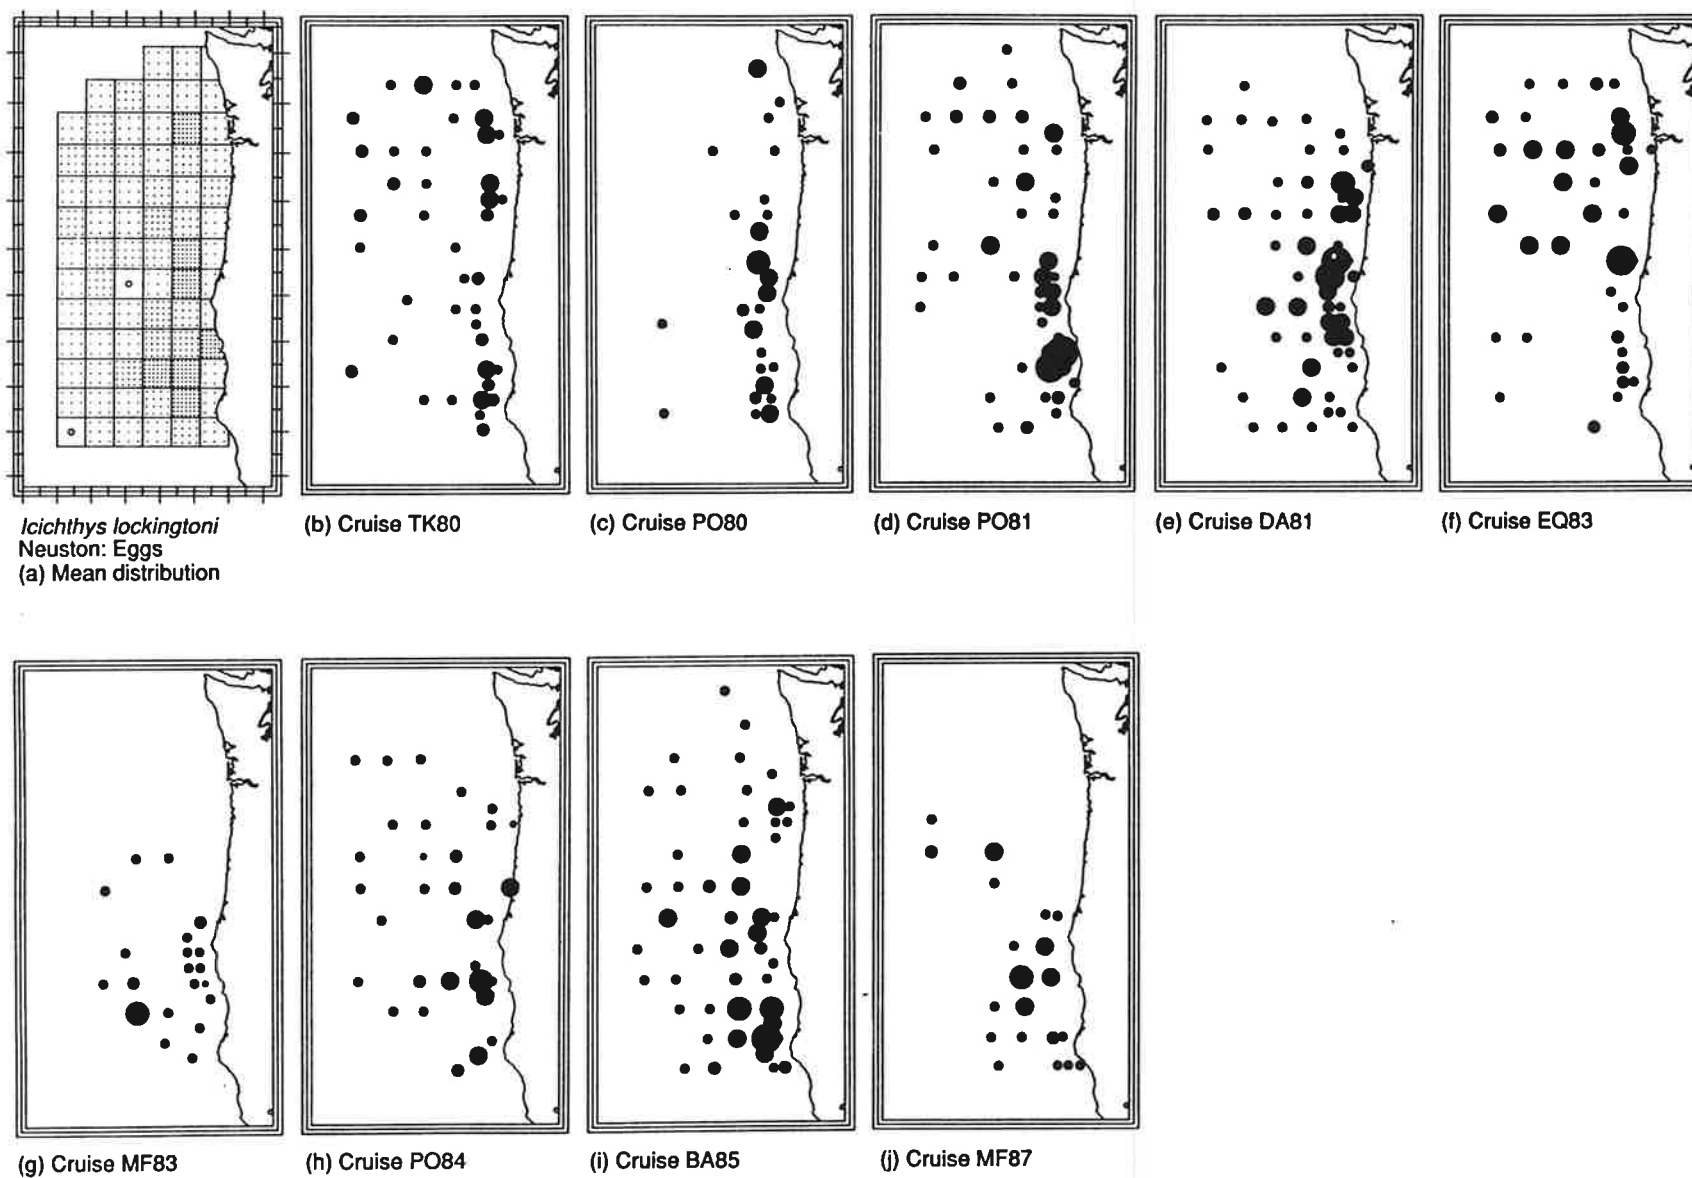 Icichthys lockingtoni
Neuston: Eggs
(a) Mean distribution
(b) Cruise TK80
(c) Cruise PO80
(d) Cruise PO81
(e) Cruise DA81
(f) Cruise EQ83
(g) Cruise MF83
(h) Cruise PO84
(i) Cruise BA85
(j) Cruise MF87